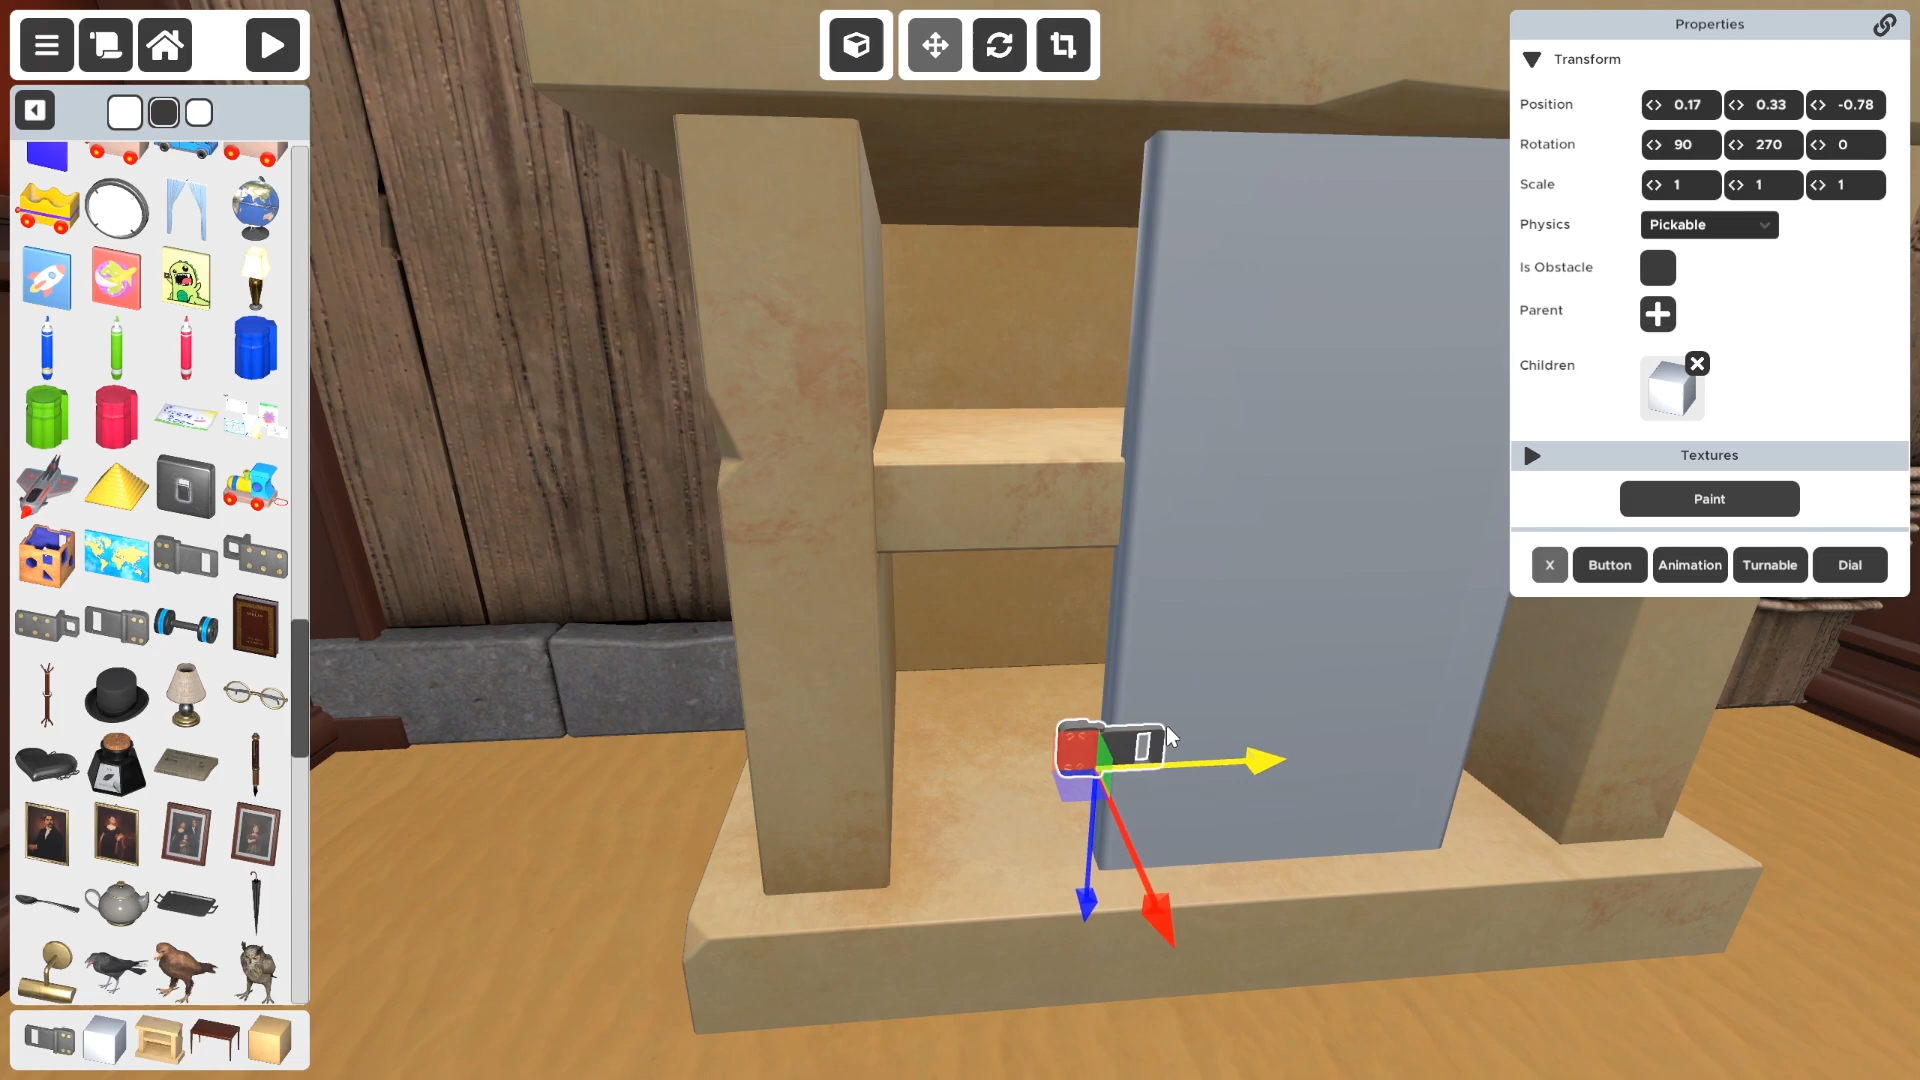 Properties
Transform
Position 0.17 0.33 -0.78
Rotation 90 270 0
Scale 1 1 1
Physics Pickable
Is Obstacle
Parent
Children
Textures
Paint
X Button Animation Turnable Dial